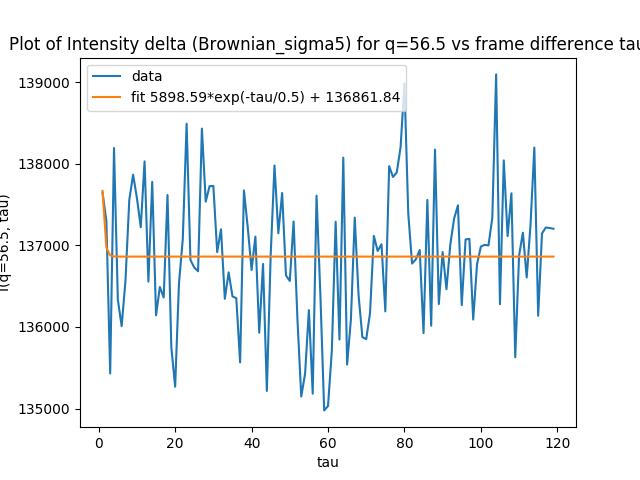 Plot of Intensity delta (Brownian_sigma5) for q=56.5 vs frame difference tau
data
fit 5898.59*exp(-tau/0.5) + 136861.84
139000
138000
137000
136000
135000
I(q=56.5, tau)
0 20 40 60 80 100 120
tau